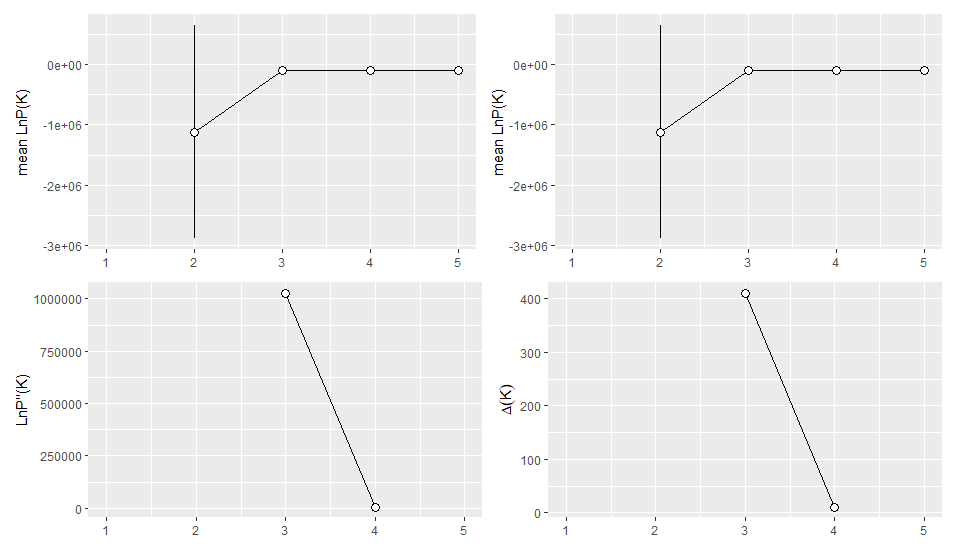 mean LnP(K)
0e+00
-1e+06
-2e+06
-3e+06
1 2 3 4 5
mean LnP(K)
0e+00
-1e+06
-2e+06
-3e+06
1 2 3 4 5
LnP"(K)
1000000
750000
500000
250000
0
1 2 3 4 5
Δ(K)
400
300
200
100
0
1 2 3 4 5